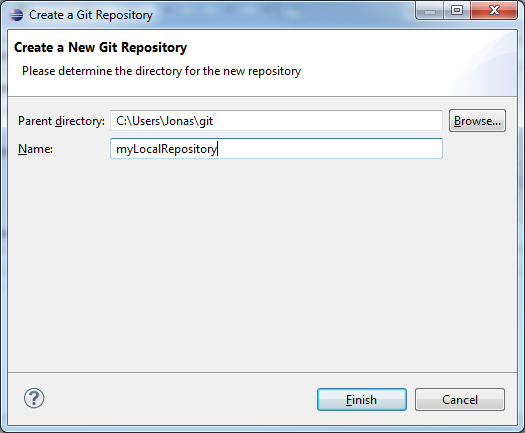 Create a Git Repository
Create a New Git Repository
Please determine the directory for the new repository
Parent directory: C:\Users\Jonas\git Browse...
Name: myLocalRepository
? Finish Cancel